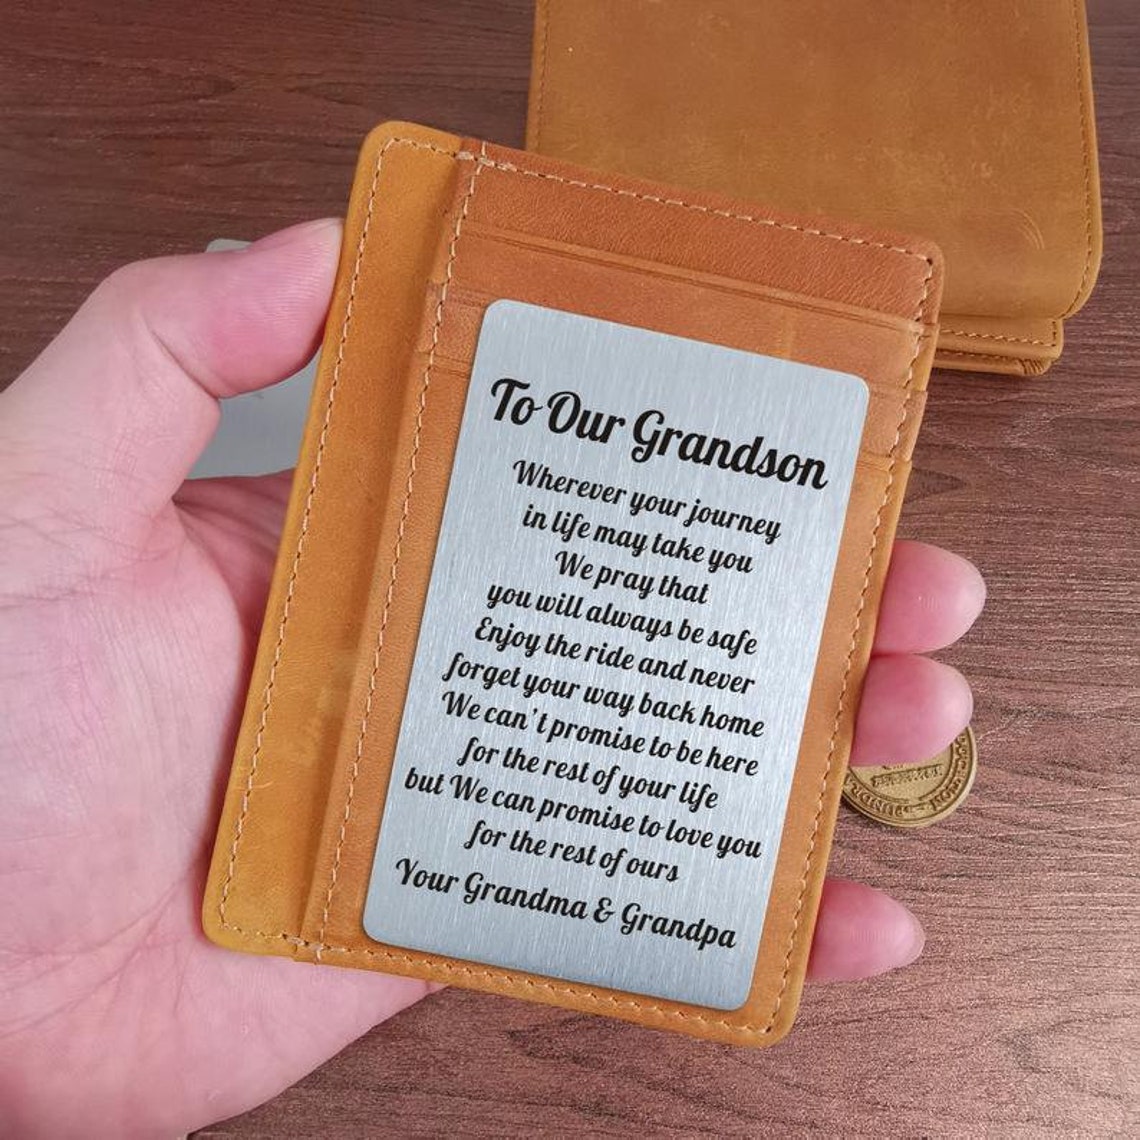 To Our Grandson
Wherever your journey
in life may take you
We pray that
you will always be safe
Enjoy the ride and never
forget your way back home
We can't promise to be here
for the rest of your life
but We can promise to love you
for the rest of ours
Your Grandma & Grandpa